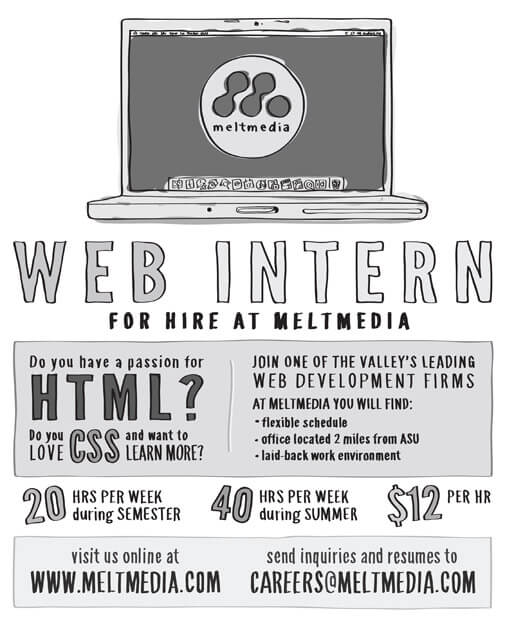 meltmedia
WEB INTERN
FOR HIRE AT MELTMEDIA
Do you have a passion for
HTML?
Do you LOVE CSS and want to LEARN MORE?
JOIN ONE OF THE VALLEY'S LEADING
WEB DEVELOPMENT FIRMS
AT MELTMEDIA YOU WILL FIND:
- flexible schedule
- office located 2 miles from ASU
- laid-back work environment
20 HRS PER WEEK during SEMESTER
40 HRS PER WEEK during SUMMER
$12 PER HR
visit us online at
WWW.MELTMEDIA.COM
send inquiries and resumes to
CAREERS@MELTMEDIA.COM